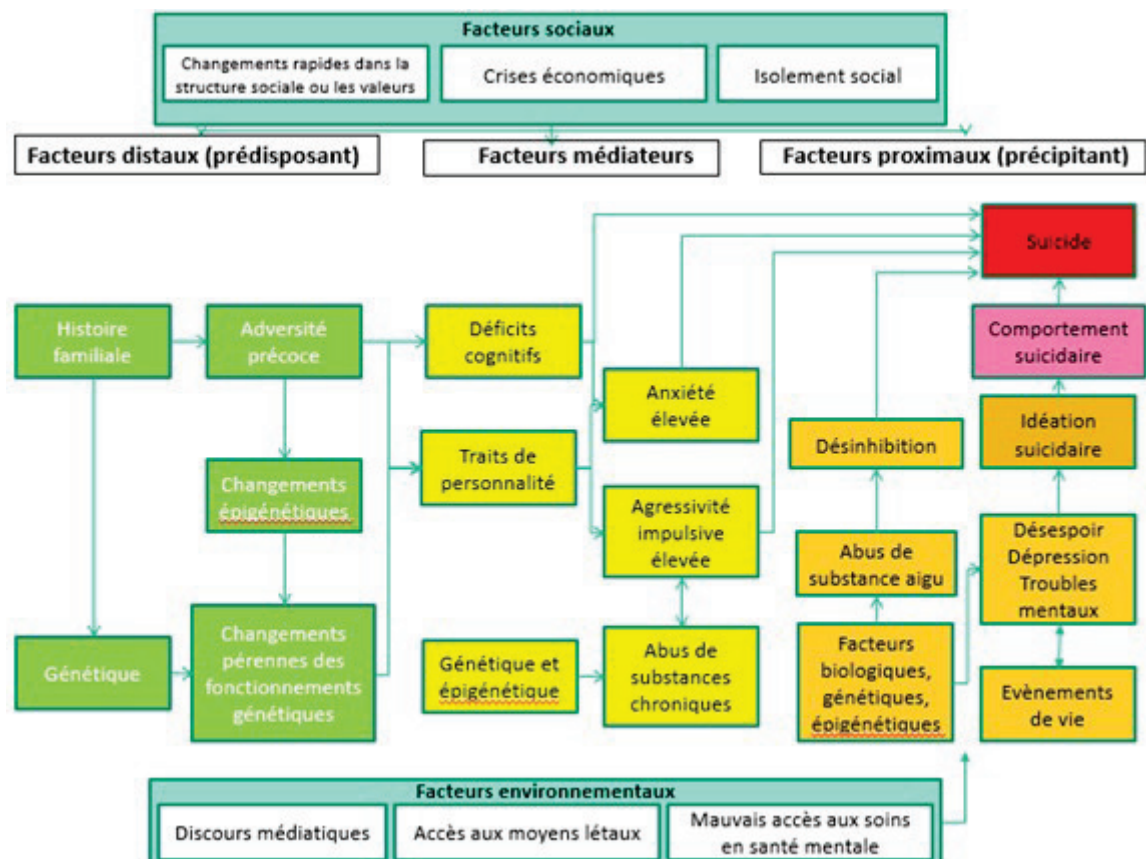 Facteurs sociaux
Changements rapides dans la
structure sociale ou les valeurs
Crises économiques
Isolement social
Facteurs distaux (prédisposant)
Facteurs médiateurs
Facteurs proximaux (précipitant)
Suicide
Histoire
familiale
Adversité
précoce
Déficits
cognitifs
Comportement
suicidaire
Anxiété
élevée
Désinhibition
Idéation
suicidaire
Traits de
personnalité
Changements
épigénétiques
Agressivité
impulsive
élevée
Abus de
substance aigu
Désespoir
Dépression
Troubles
mentaux
Génétique
Changements
pérennes des
fonctionnements
génétiques
Génétique et
épigénétique
Abus de
substances
chroniques
Facteurs
biologiques,
génétiques,
épigénétiques
Evènements
de vie
Facteurs environnementaux
Discours médiatiques
Accès aux moyens létaux
Mauvais accès aux soins
en santé mentale